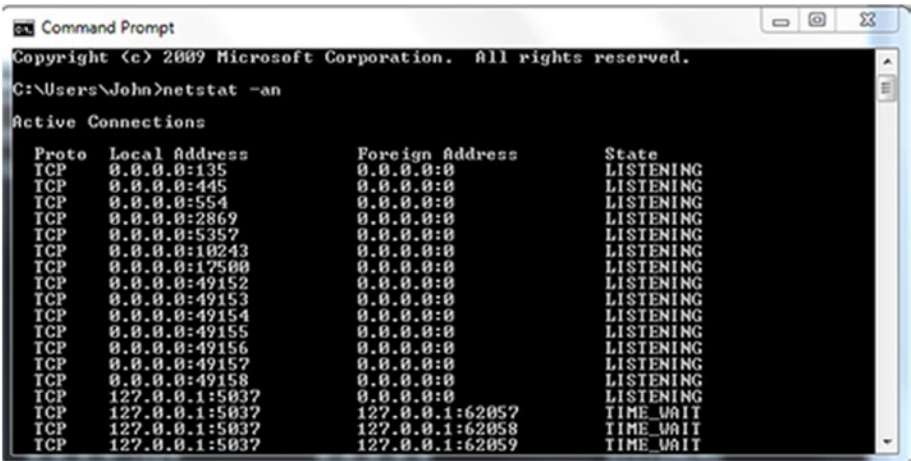 Command Prompt
Copyright (c) 2009 Microsoft Corporation. All rights reserved.
C:\Users\John>netstat -an
Active Connections
Proto Local Address Foreign Address State
TCP 0.0.0.0:135 0.0.0.0:0 LISTENING
TCP 0.0.0.0:445 0.0.0.0:0 LISTENING
TCP 0.0.0.0:554 0.0.0.0:0 LISTENING
TCP 0.0.0.0:2869 0.0.0.0:0 LISTENING
TCP 0.0.0.0:5357 0.0.0.0:0 LISTENING
TCP 0.0.0.0:10243 0.0.0.0:0 LISTENING
TCP 0.0.0.0:17500 0.0.0.0:0 LISTENING
TCP 0.0.0.0:49152 0.0.0.0:0 LISTENING
TCP 0.0.0.0:49153 0.0.0.0:0 LISTENING
TCP 0.0.0.0:49154 0.0.0.0:0 LISTENING
TCP 0.0.0.0:49155 0.0.0.0:0 LISTENING
TCP 0.0.0.0:49156 0.0.0.0:0 LISTENING
TCP 0.0.0.0:49157 0.0.0.0:0 LISTENING
TCP 0.0.0.0:49158 0.0.0.0:0 LISTENING
TCP 127.0.0.1:5037 0.0.0.0:0 LISTENING
TCP 127.0.0.1:5037 127.0.0.1:62057 TIME_WAIT
TCP 127.0.0.1:5037 127.0.0.1:62058 TIME_WAIT
TCP 127.0.0.1:5037 127.0.0.1:62059 TIME_WAIT